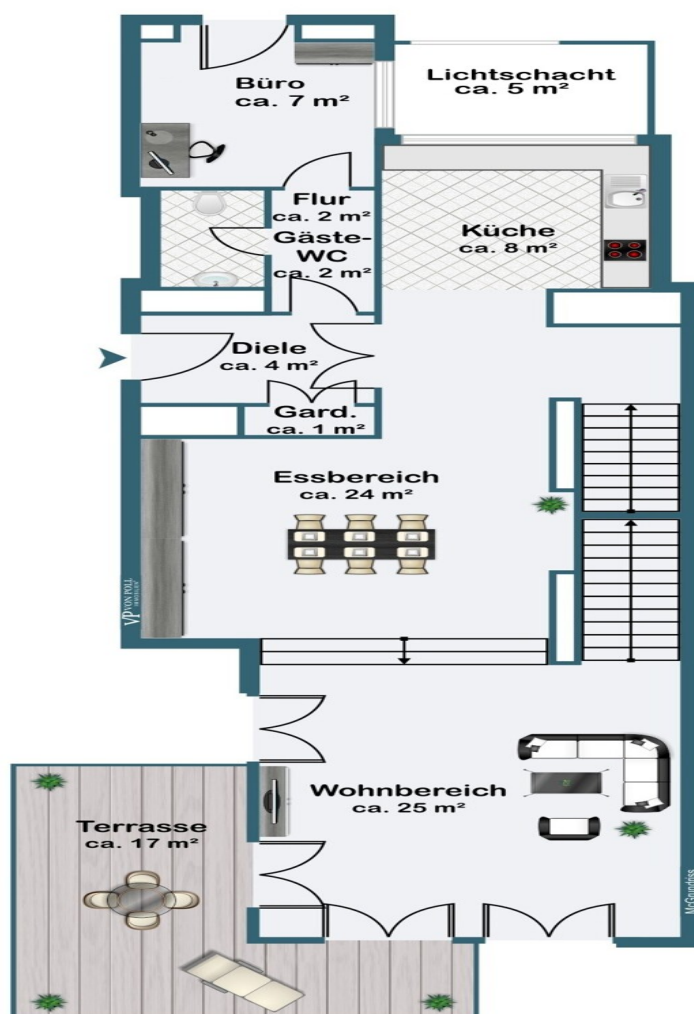 Büro
ca. 7 m²
Lichtschacht
ca. 5 m²
Flur
ca. 2 m²
Gäste-
WC
ca. 2 m²
Küche
ca. 8 m²
Diele
ca. 4 m²
Gard.
ca. 1 m²
Essbereich
ca. 24 m²
VP VON POLL
IMMOBILIEN
Wohnbereich
ca. 25 m²
Terrasse
ca. 17 m²
McGrundriss